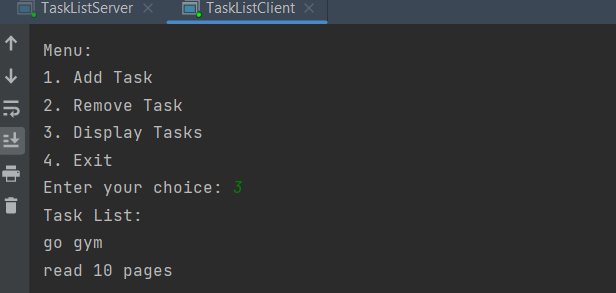 TaskListServer TaskListClient
Menu:
1. Add Task
2. Remove Task
3. Display Tasks
4. Exit
Enter your choice: 3
Task List:
go gym
read 10 pages